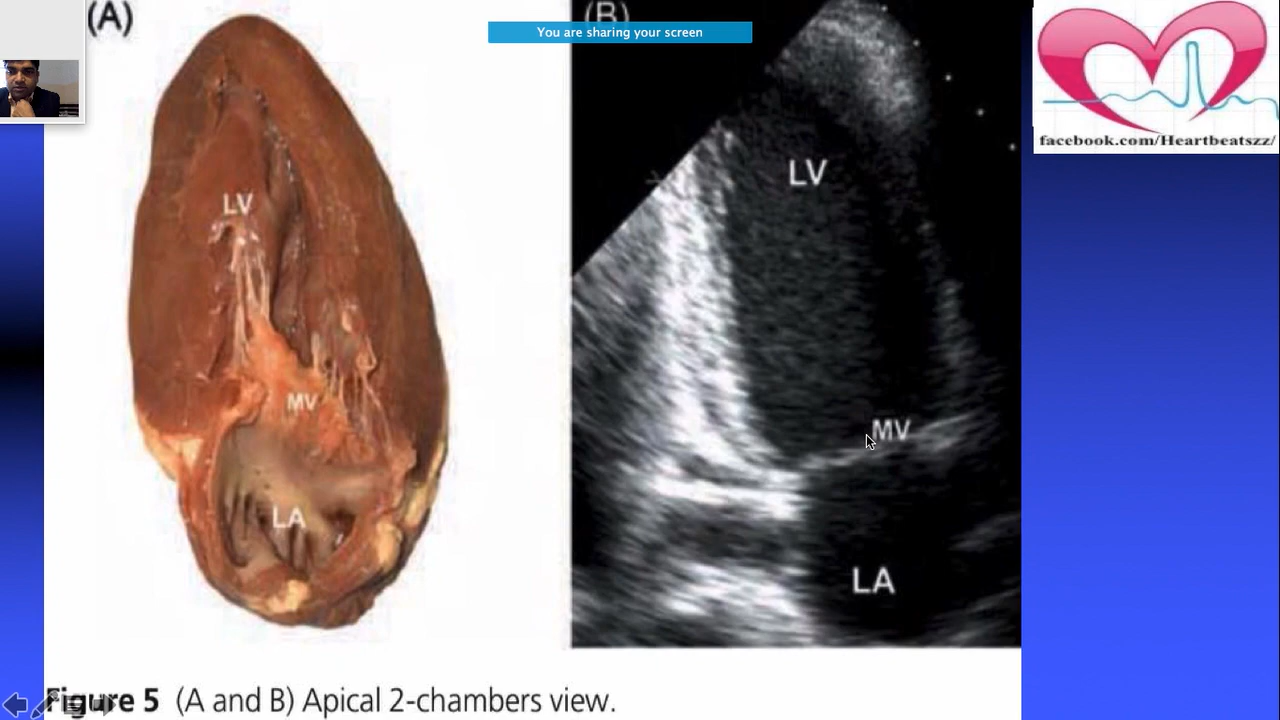 (A)
(B)
You are sharing your screen
facebook.com/Heartbeatszz/
LV
MV
LA
LV
MV
LA
Figure 5 (A and B) Apical 2-chambers view.